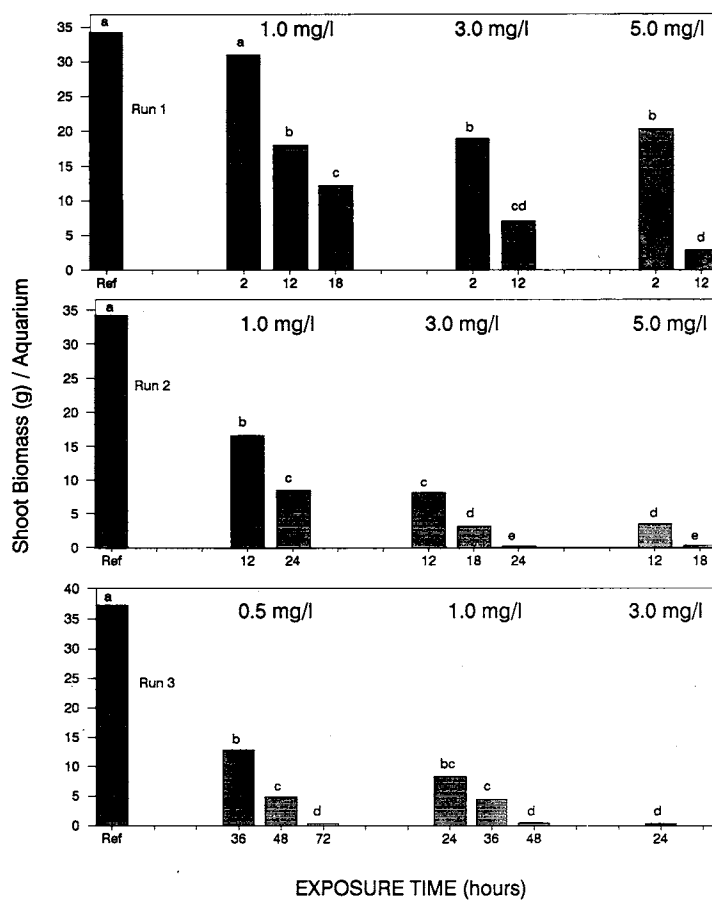 Shoot Biomass (g) / Aquarium
1.0 mg/l 3.0 mg/l 5.0 mg/l
Run 1
35
30
25
20
15
10
5
0
a
a
b
c
b
cd
b
d
Ref 2 12 18 2 12 2 12
1.0 mg/l 3.0 mg/l 5.0 mg/l
Run 2
35
30
25
20
15
10
5
0
a
b
c
c
d
e
d
e
Ref 12 24 12 18 24 12 18
0.5 mg/l 1.0 mg/l 3.0 mg/l
Run 3
40
35
30
25
20
15
10
5
0
a
b
c
d
bc
c
d
d
Ref 36 48 72 24 36 48 24
EXPOSURE TIME (hours)